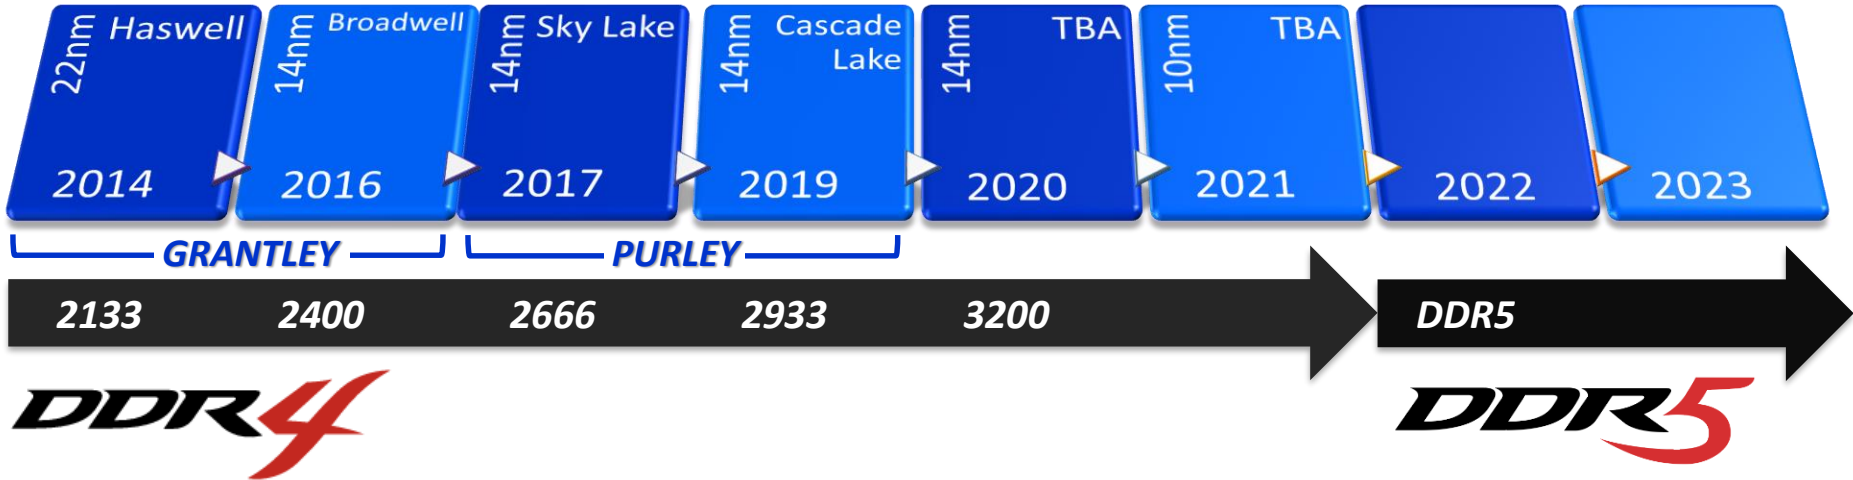 22nm Haswell
2014
14nm Broadwell
2016
14nm Sky Lake
2017
14nm Cascade
Lake
2019
14nm TBA
2020
10nm TBA
2021
2022
2023
GRANTLEY
PURLEY
2133 2400 2666 2933 3200
DDR5
DDR4
DDR5